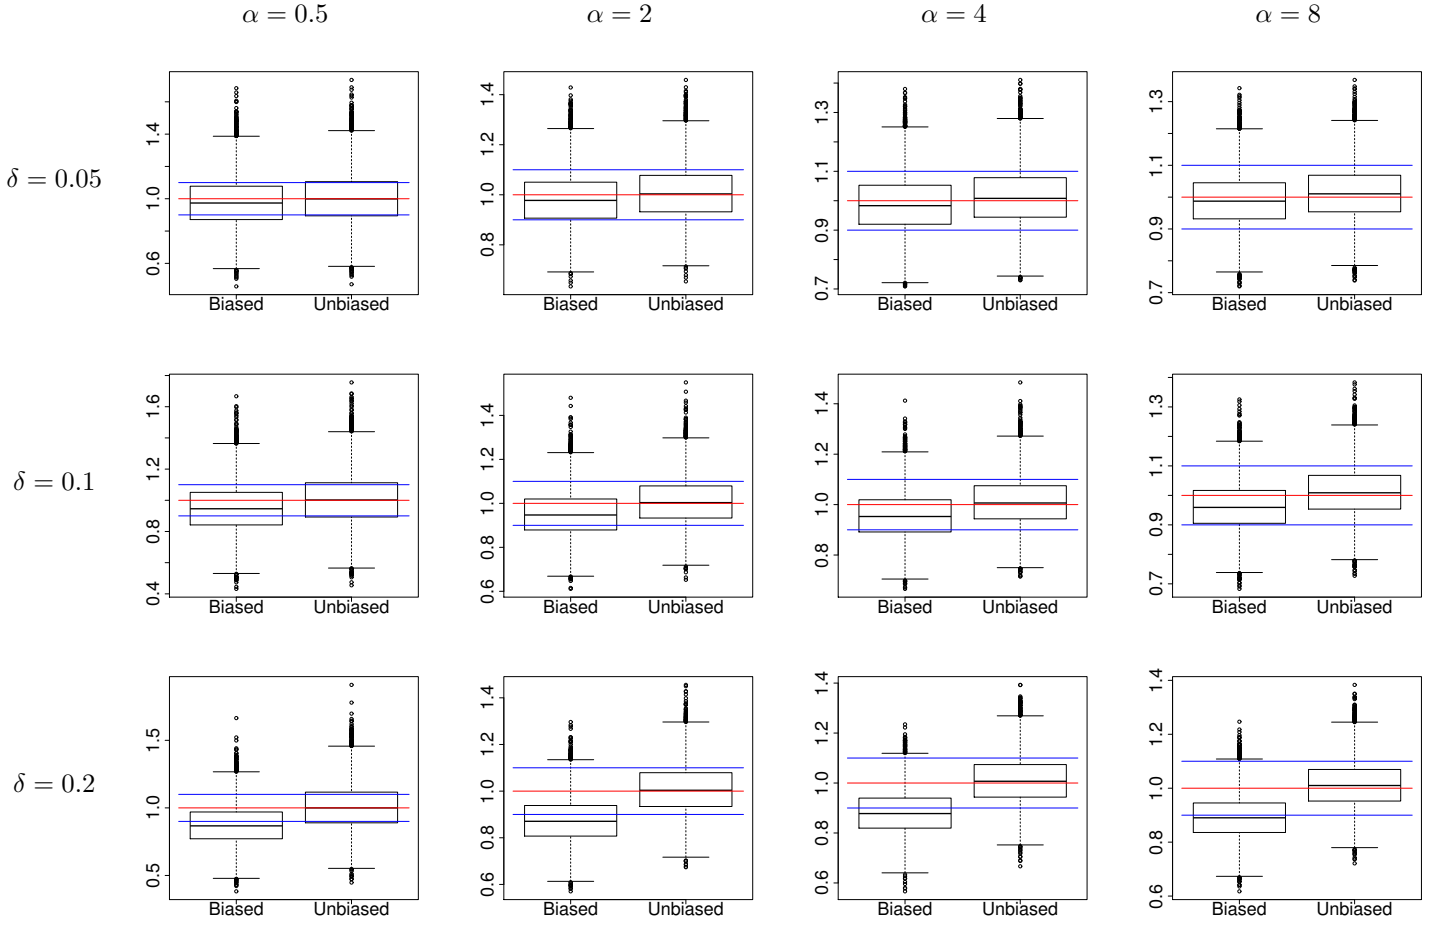 α = 0.5 α = 2 α = 4 α = 8
δ = 0.05
0.6 1.0 1.4
Biased Unbiased
0.8 1.0 1.2 1.4
Biased Unbiased
0.7 0.9 1.1 1.3
Biased Unbiased
0.7 0.9 1.1 1.3
Biased Unbiased
δ = 0.1
0.4 0.8 1.2 1.6
Biased Unbiased
0.6 0.8 1.0 1.2 1.4
Biased Unbiased
0.8 1.0 1.2 1.4
Biased Unbiased
0.7 0.9 1.1 1.3
Biased Unbiased
δ = 0.2
0.5 1.0 1.5
Biased Unbiased
0.6 0.8 1.0 1.2 1.4
Biased Unbiased
0.6 0.8 1.0 1.2 1.4
Biased Unbiased
0.6 0.8 1.0 1.2 1.4
Biased Unbiased